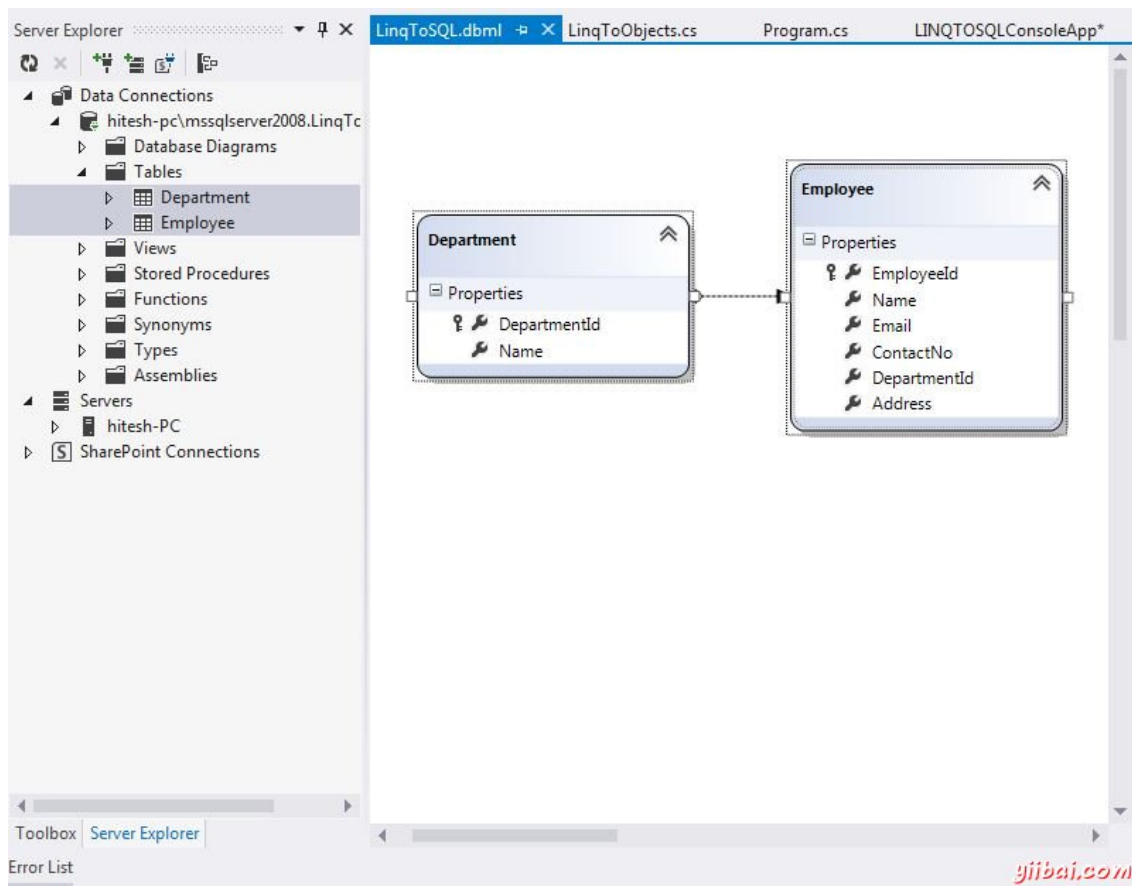 Server Explorer
LinqToSQL.dbml
LinqToObjects.cs
Program.cs
LINQTOSQLConsoleApp*
Data Connections
hitesh-pc\mssqlserver2008.LinqTo
Database Diagrams
Tables
Department
Employee
Views
Stored Procedures
Functions
Synonyms
Types
Assemblies
Servers
hitesh-PC
SharePoint Connections
Department
Properties
DepartmentId
Name
Employee
Properties
EmployeeId
Name
Email
ContactNo
DepartmentId
Address
Toolbox
Server Explorer
Error List
yiibai.com